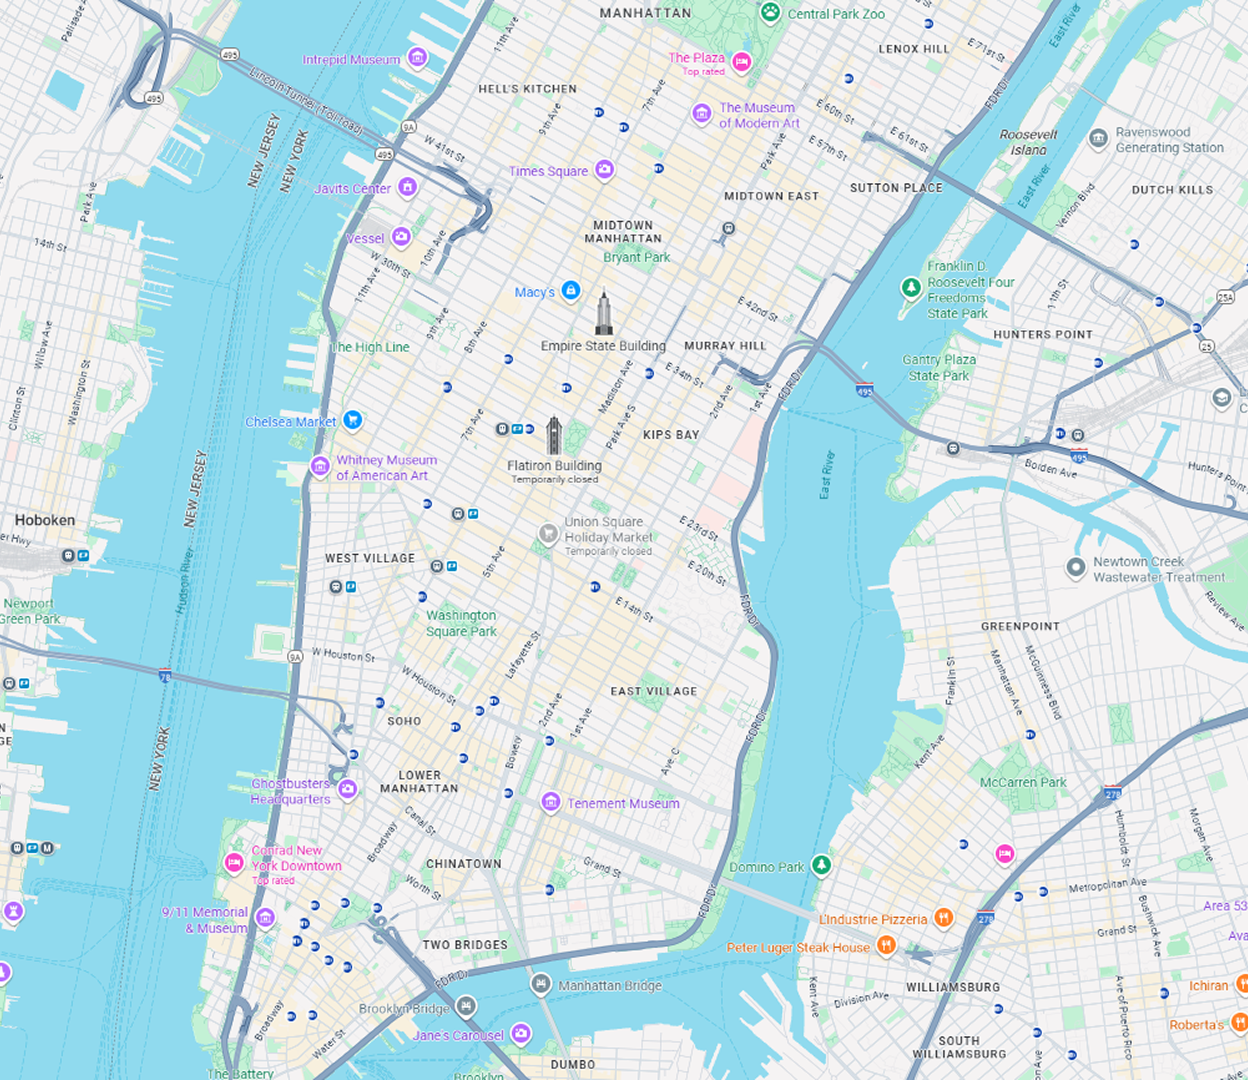 MANHATTAN
Central Park Zoo
East River
Palisade A
11th Ave
LENOX HILL
E 71st St
495
Intrepid Museum
The Plaza
Top rated
Lincoln Tunnel (Toll road)
HELL'S KITCHEN
7th Ave
FDR Dr
495
9th Ave
The Museum
of Modern Art
E 60th St
E 61st St
9A
NEW JERSEY
NEW YORK
W 41st St
E 57th St
Roosevelt
Island
Ravenswood
Generating Station
495
Park Ave
Times Square
East River
Javits Center
Park Ave
MIDTOWN EAST
SUTTON PLACE
Vernon Blvd
DUTCH KILLS
MIDTOWN
MANHATTAN
Vessel
10th Ave
14th St
Bryant Park
W 30th St
11th Ave
Franklin D.
Roosevelt Four
Freedoms
State Park
Macy's
E 42nd St
11th St
25A
9th Ave
8th Ave
HUNTERS POINT
Willow Ave
The High Line
Empire State Building
MURRAY HILL
25
Gantry Plaza
State Park
E 34th St
Madison Ave
2nd Ave
1st Ave
FDR Dr
495
Clinton St
Washington St
Chelsea Market
7th Ave
Park Ave S
KIPS BAY
495
Whitney Museum
of American Art
Flatiron Building
Temporarily closed
East River
Borden Ave
Hunters Point
NEW JERSEY
Hoboken
Union Square
Holiday Market
Temporarily closed
E 23rd St
er Hwy
WEST VILLAGE
5th Ave
E 20th St
Newtown Creek
Wastewater Treatment
Hudson River
Newport
Green Park
Washington
Square Park
E 14th St
FDR Dr
Review Ave
GREENPOINT
9A
W Houston St
Lafayette St
Franklin St
Manhattan Ave
McGuinness Blvd
78
W Houston St
EAST VILLAGE
SOHO
2nd Ave
1st Ave
FDR Dr
N
GE
NEW YORK
Bowery
Ave C
Kent Ave
LOWER
MANHATTAN
Ghostbusters
Headquarters
McCarren Park
278
Tenement Museum
Canal St
Humboldt St
Morgan Ave
Broadway
M
Conrad New
York Downtown
Top rated
CHINATOWN
Grand St
Domino Park
Worth St
FDR Dr
Metropolitan Ave
9/11 Memorial
& Museum
L'Industrie Pizzeria
278
Bushwick Ave
Area 53
Grand St
Ava
TWO BRIDGES
Peter Luger Steak House
FDR Dr
Manhattan Bridge
Kent Ave
Division Ave
WILLIAMSBURG
Ave of Puerto Rico
Ichiran
Brooklyn Bridge
Broadway
Water St
Jane's Carousel
Roberta's
SOUTH
WILLIAMSBURG
DUMBO
The Battery
Brooklyn